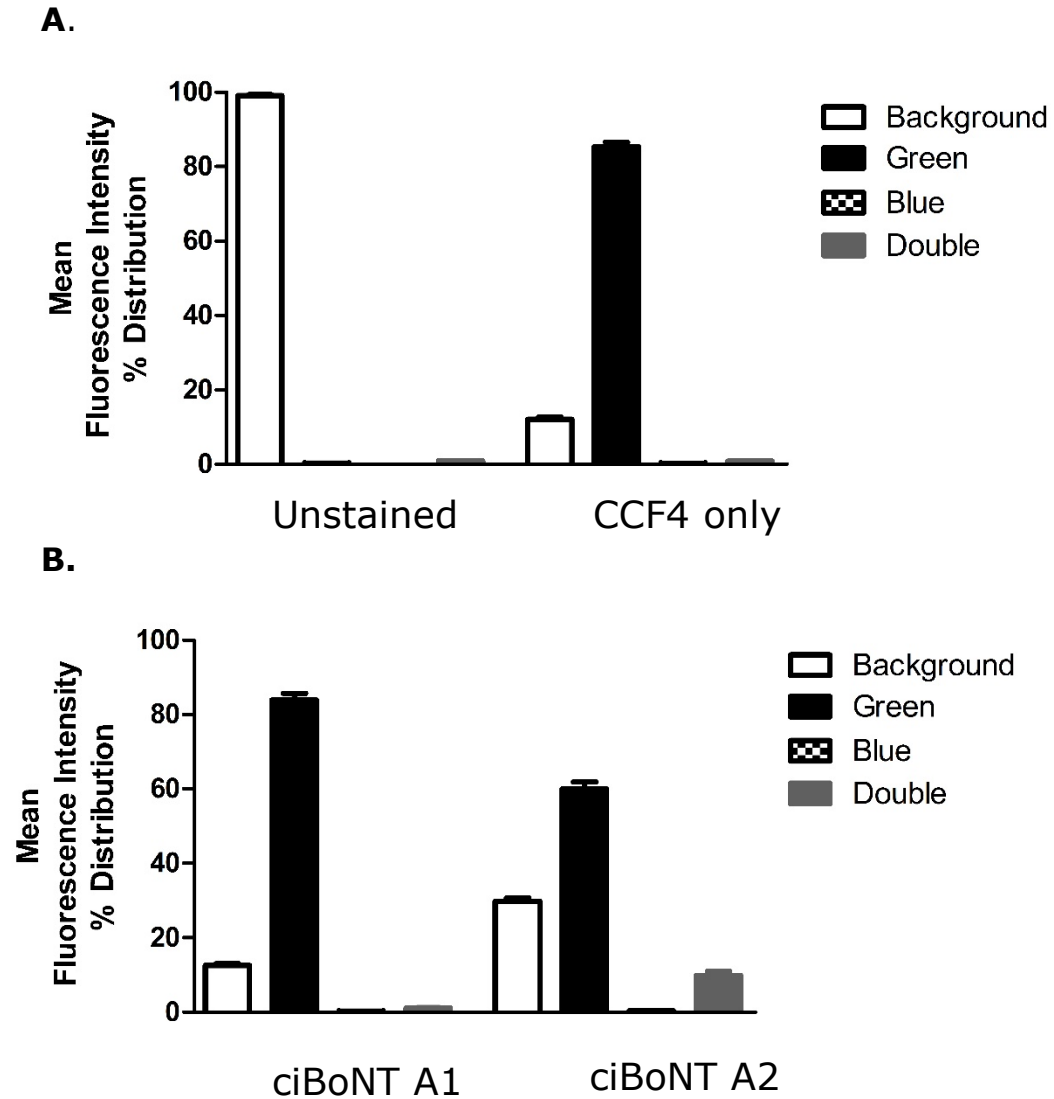 A.
Mean
Fluorescence Intensity
% Distribution
100
80
60
40
20
0
Unstained
CCF4 only
Background
Green
Blue
Double
B.
Mean
Fluorescence Intensity
% Distribution
100
80
60
40
20
0
ciBoNT A1
ciBoNT A2
Background
Green
Blue
Double